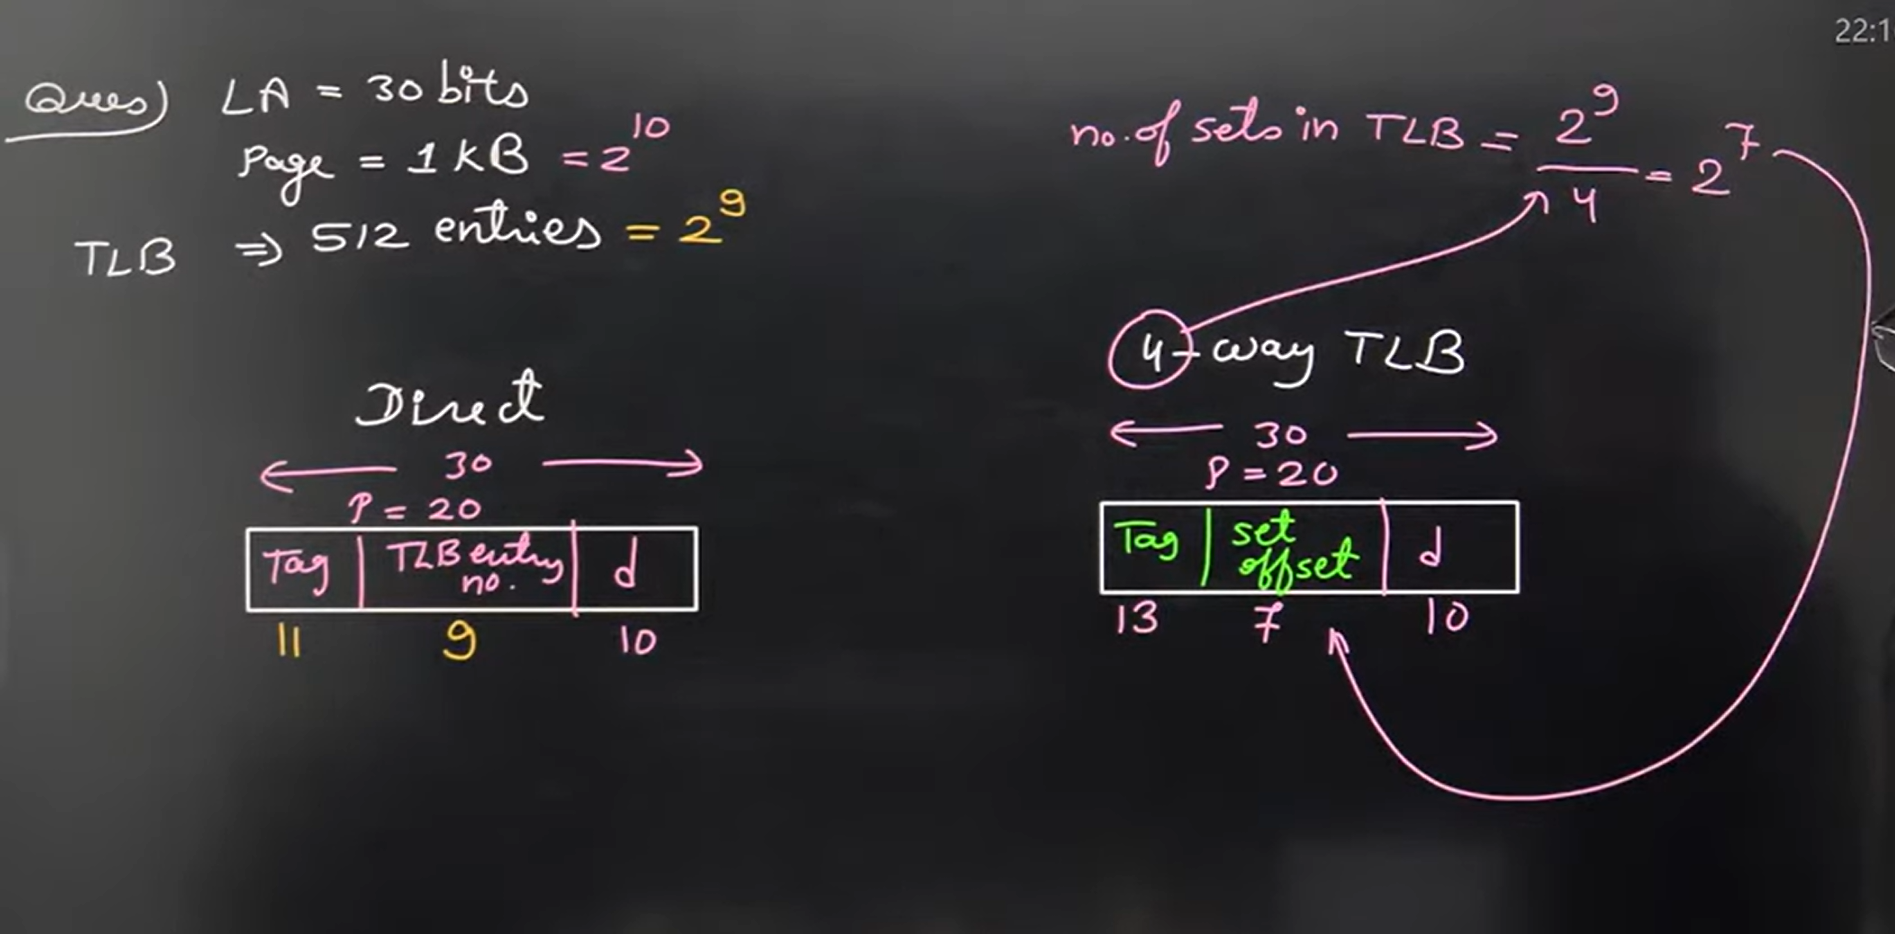 22:1
Ques) LA = 30 bits
Page = 1 KB = 2^10
TLB ⇒ 512 entries = 2^9
no. of sets in TLB = 2^9 / 4 = 2^7
Direct
30
P = 20
Tag | TLB entry no. | d
11 9 10
4-way TLB
30
P = 20
Tag | set offset | d
13 7 10